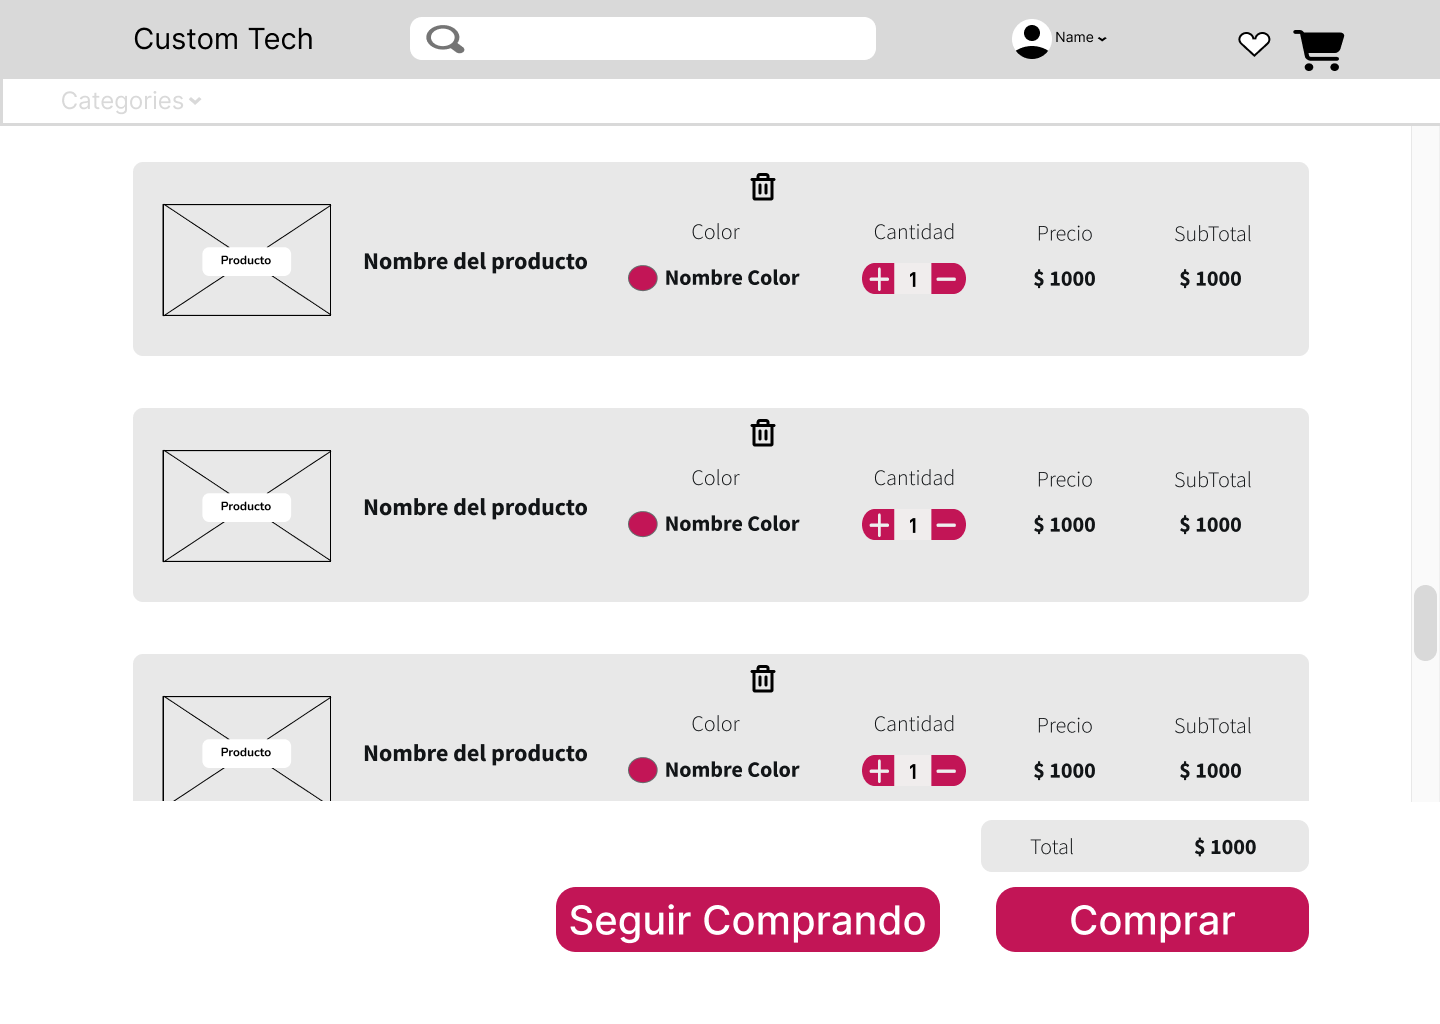 Custom Tech
Name
Categories
Color Cantidad Precio SubTotal
Producto Nombre del producto Nombre Color + 1 − $ 1000 $ 1000
Color Cantidad Precio SubTotal
Producto Nombre del producto Nombre Color + 1 − $ 1000 $ 1000
Color Cantidad Precio SubTotal
Producto Nombre del producto Nombre Color + 1 − $ 1000 $ 1000
Total $ 1000
Seguir Comprando Comprar